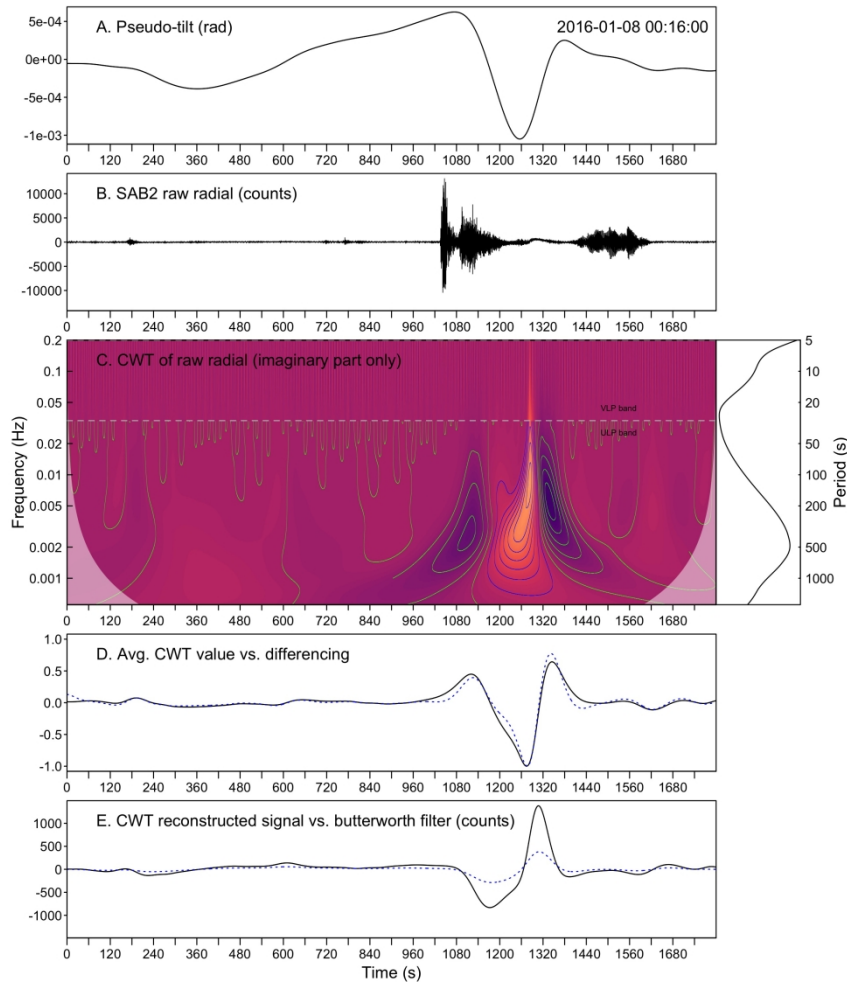 A. Pseudo-tilt (rad) 2016-01-08 00:16:00
5e-04
0e+00
-5e-04
-1e-03
0 120 240 360 480 600 720 840 960 1080 1200 1320 1440 1560 1680
B. SAB2 raw radial (counts)
10000
5000
0
-5000
-10000
0 120 240 360 480 600 720 840 960 1080 1200 1320 1440 1560 1680
C. CWT of raw radial (imaginary part only)
Frequency (Hz)
0.2
0.1
0.05
0.02
0.01
0.005
0.002
0.001
VLP band
ULP band
5
10
20
50
100
200
500
1000
Period (s)
0 120 240 360 480 600 720 840 960 1080 1200 1320 1440 1560 1680
D. Avg. CWT value vs. differencing
1.0
0.5
0.0
-0.5
-1.0
0 120 240 360 480 600 720 840 960 1080 1200 1320 1440 1560 1680
E. CWT reconstructed signal vs. butterworth filter (counts)
1000
500
0
-500
-1000
0 120 240 360 480 600 720 840 960 1080 1200 1320 1440 1560 1680
Time (s)